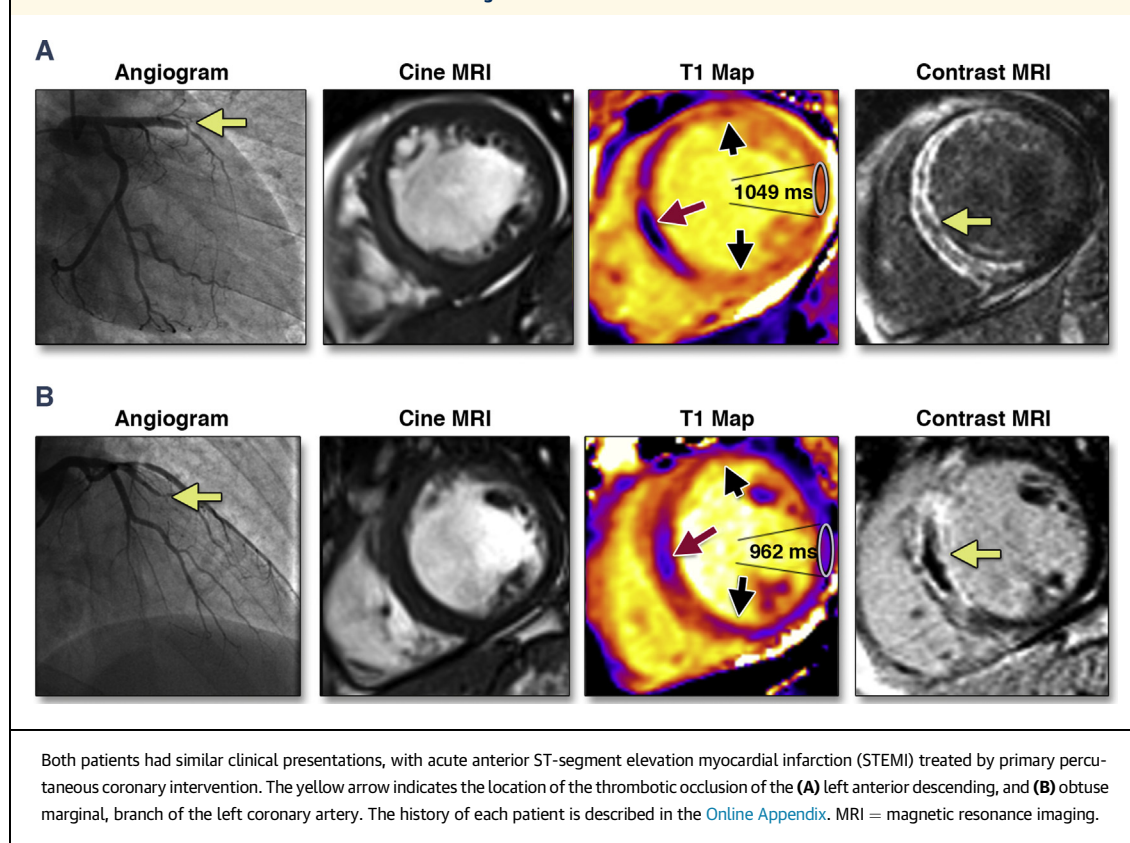 A
Angiogram
Cine MRI
T1 Map
Contrast MRI
1049 ms
B
Angiogram
Cine MRI
T1 Map
Contrast MRI
962 ms
Both patients had similar clinical presentations, with acute anterior ST-segment elevation myocardial infarction (STEMI) treated by primary percu-
taneous coronary intervention. The yellow arrow indicates the location of the thrombotic occlusion of the (A) left anterior descending, and (B) obtuse
marginal, branch of the left coronary artery. The history of each patient is described in the Online Appendix. MRI = magnetic resonance imaging.